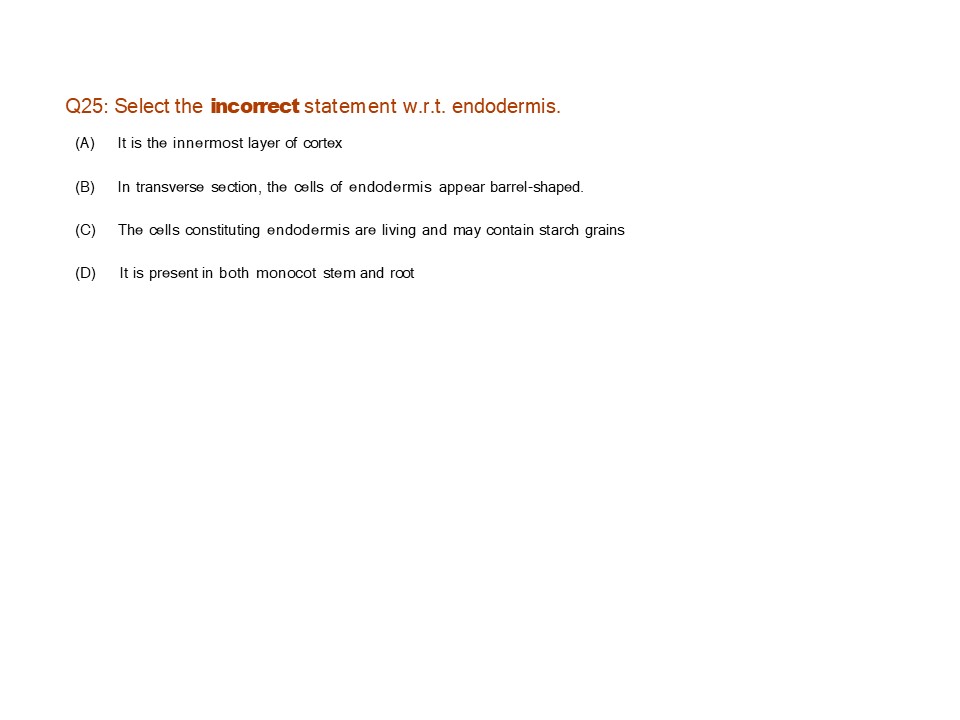 Q25: Select the incorrect statement w.r.t. endodermis.
(A) It is the innermost layer of cortex
(B) In transverse section, the cells of endodermis appear barrel-shaped.
(C) The cells constituting endodermis are living and may contain starch grains
(D) It is present in both monocot stem and root